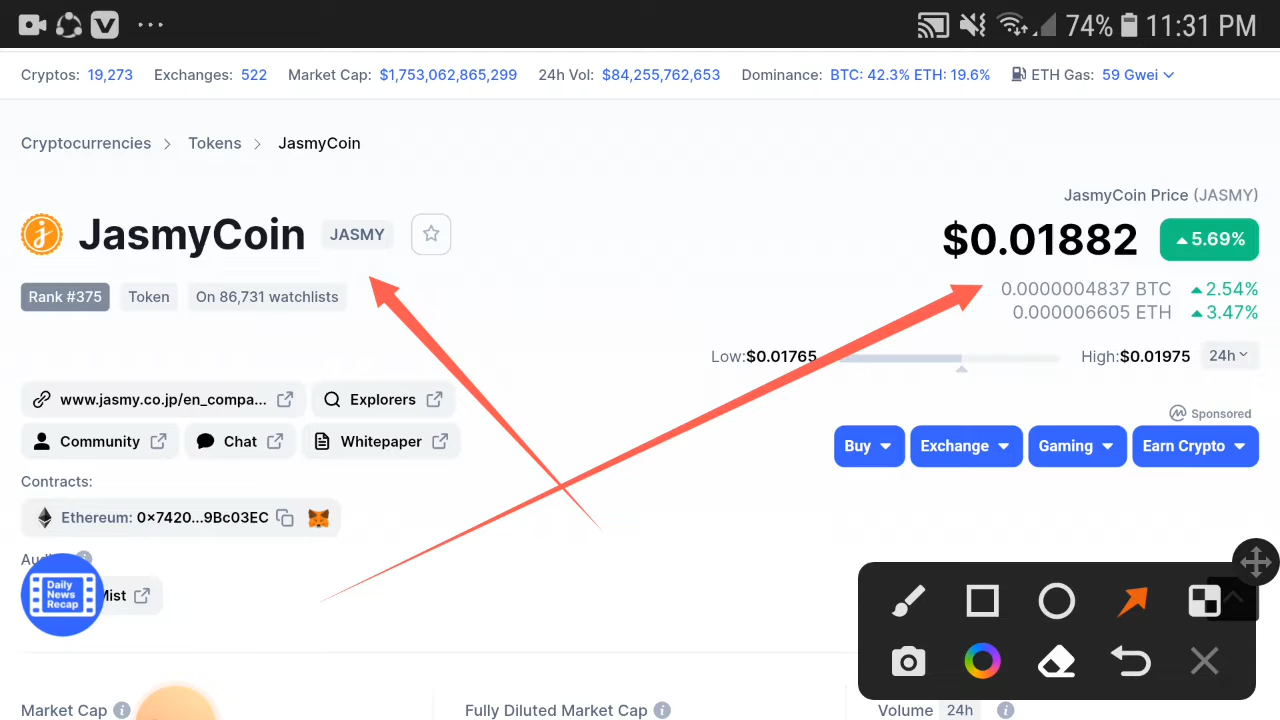 74% 11:31 PM
Cryptos: 19,273 Exchanges: 522 Market Cap: $1,753,062,865,299 24h Vol: $84,255,762,653 Dominance: BTC: 42.3% ETH: 19.6% ETH Gas: 59 Gwei
Cryptocurrencies > Tokens > JasmyCoin
JasmyCoin Price (JASMY)
JasmyCoin JASMY
$0.01882 5.69%
Rank #375 Token On 86,731 watchlists
0.0000004837 BTC 2.54%
0.000006605 ETH 3.47%
Low:$0.01765 High:$0.01975 24h
www.jasmy.co.jp/en_compa... Explorers
Sponsored
Community Chat Whitepaper
Buy Exchange Gaming Earn Crypto
Contracts:
Ethereum: 0x7420...9Bc03EC
Daily
News
Recap
Market Cap Fully Diluted Market Cap Volume 24h